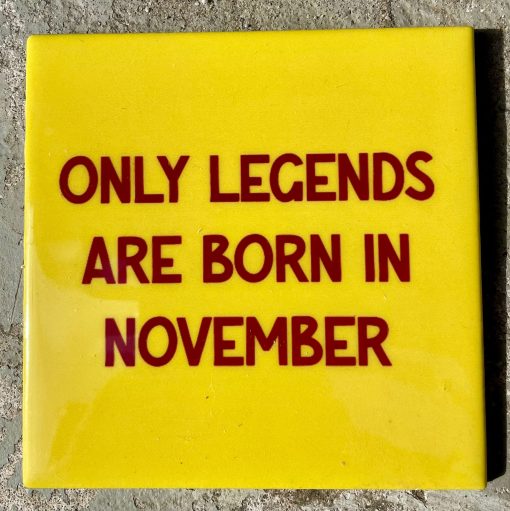 ONLY LEGENDS
ARE BORN IN
NOVEMBER